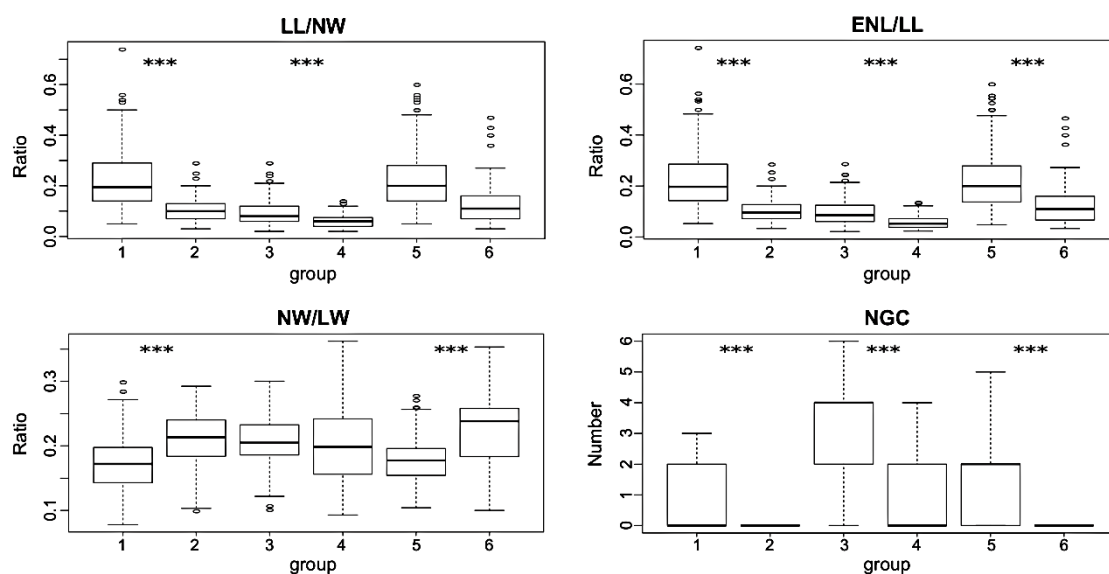 LL/NW
*** ***
Ratio
0.0 0.2 0.4 0.6
1 2 3 4 5 6
group
ENL/LL
*** *** ***
Ratio
0.0 0.2 0.4 0.6
1 2 3 4 5 6
group
NW/LW
*** ***
Ratio
0.1 0.2 0.3
1 2 3 4 5 6
group
NGC
*** *** ***
Number
0 1 2 3 4 5 6
1 2 3 4 5 6
group